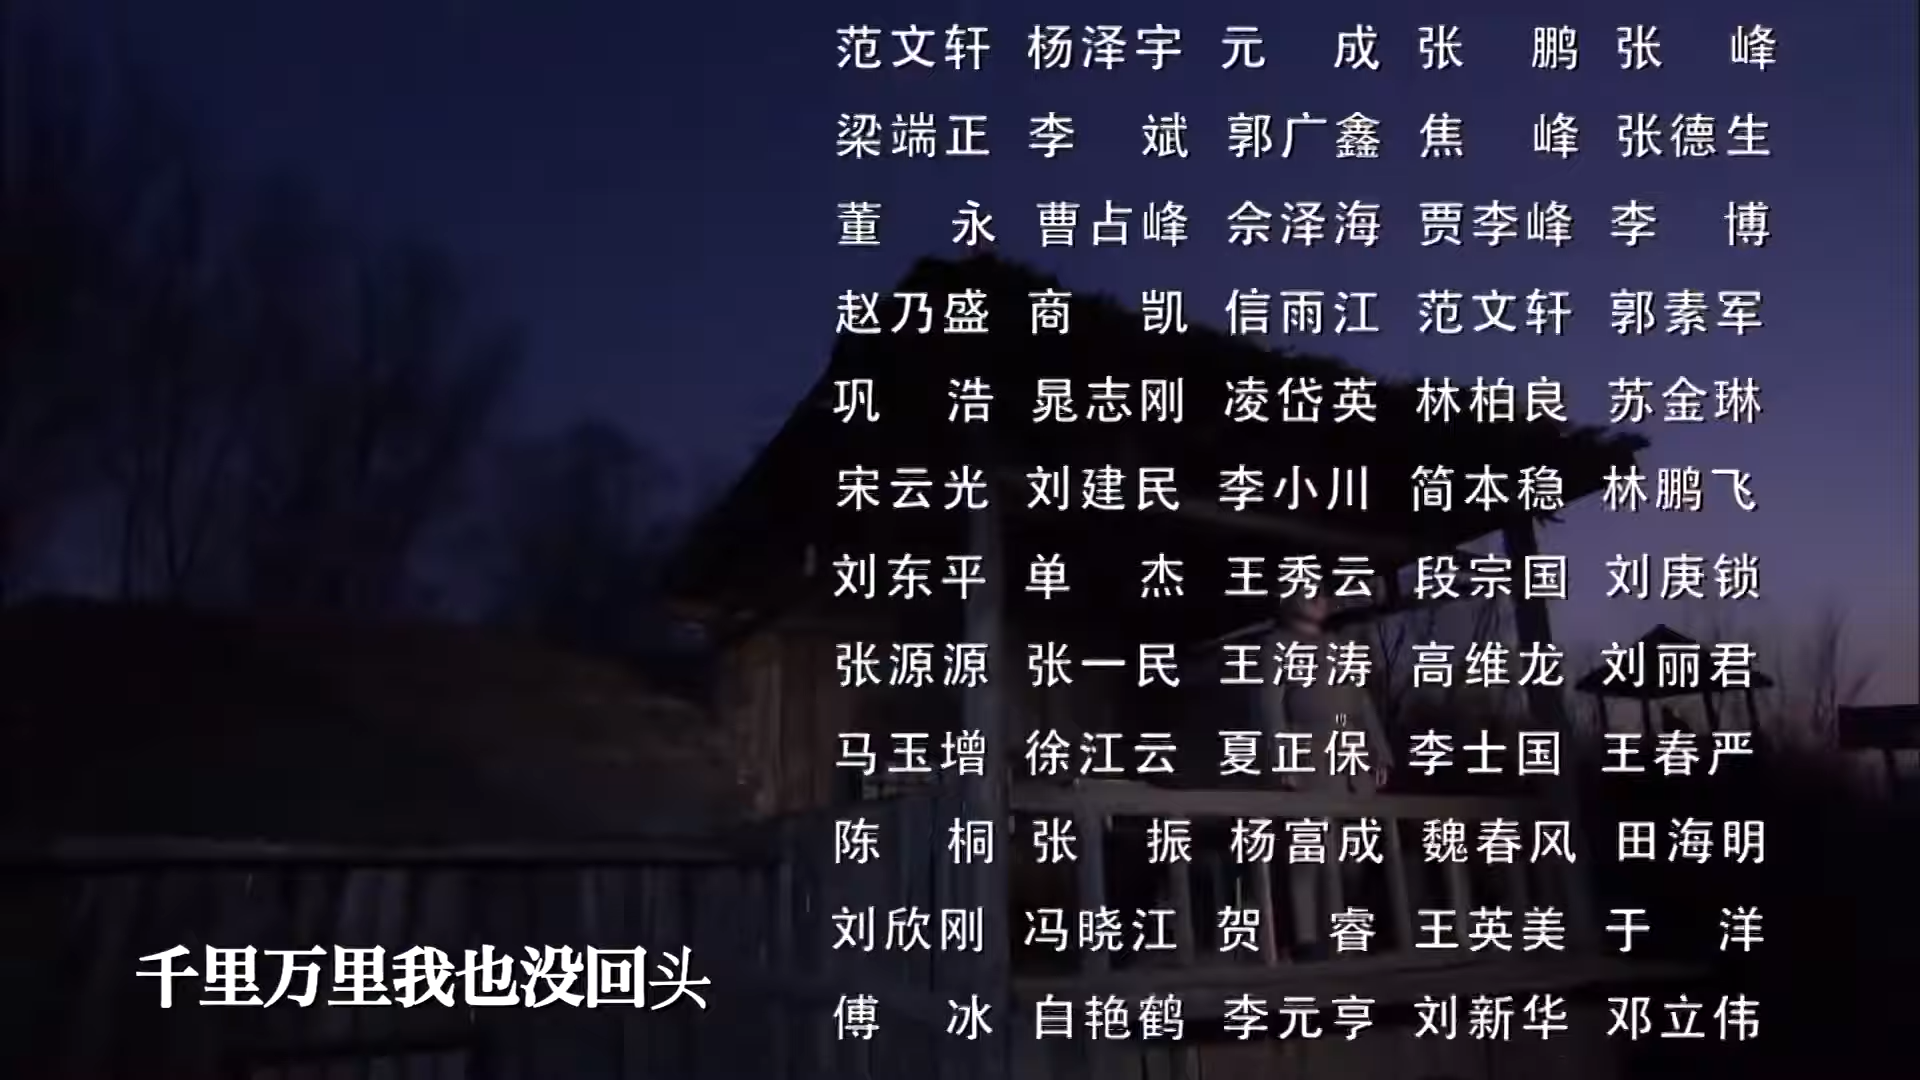 范文轩 杨泽宇 元 成 张 鹏 张 峰
梁端正 李 斌 郭广鑫 焦 峰 张德生
董 永 曹占峰 佘泽海 贾李峰 李 博
赵乃盛 商 凯 信雨江 范文轩 郭素军
巩 浩 晁志刚 凌岱英 林柏良 苏金琳
宋云光 刘建民 李小川 简本稳 林鹏飞
刘东平 单 杰 王秀云 段宗国 刘庚锁
张源源 张一民 王海涛 高维龙 刘丽君
马玉增 徐江云 夏正保 李士国 王春严
陈 桐 张 振 杨富成 魏春风 田海明
刘欣刚 冯晓江 贺 睿 王英美 于 洋
傅 冰 自艳鹤 李元亨 刘新华 邓立伟
千里万里我也没回头